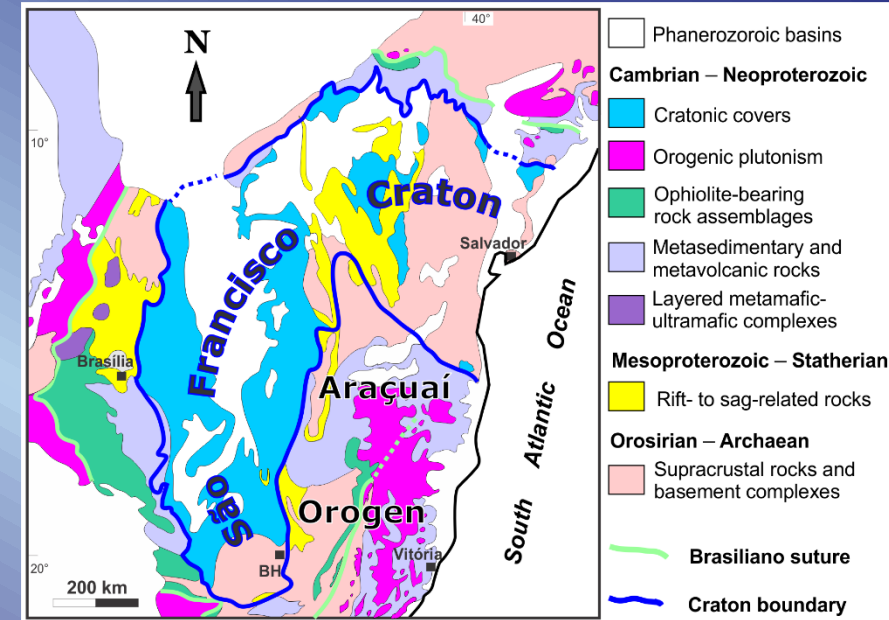 40°
N
10°
Craton
Francisco
São
Salvador
Brasília
Araçuaí
Orogen
BH
Vitória
20°
200 km
South Atlantic Ocean
Phanerozoroic basins
Cambrian – Neoproterozoic
Cratonic covers
Orogenic plutonism
Ophiolite-bearing
rock assemblages
Metasedimentary and
metavolcanic rocks
Layered metamafic-
ultramafic complexes
Mesoproterozoic – Statherian
Rift- to sag-related rocks
Orosirian – Archaean
Supracrustal rocks and
basement complexes
Brasiliano suture
Craton boundary